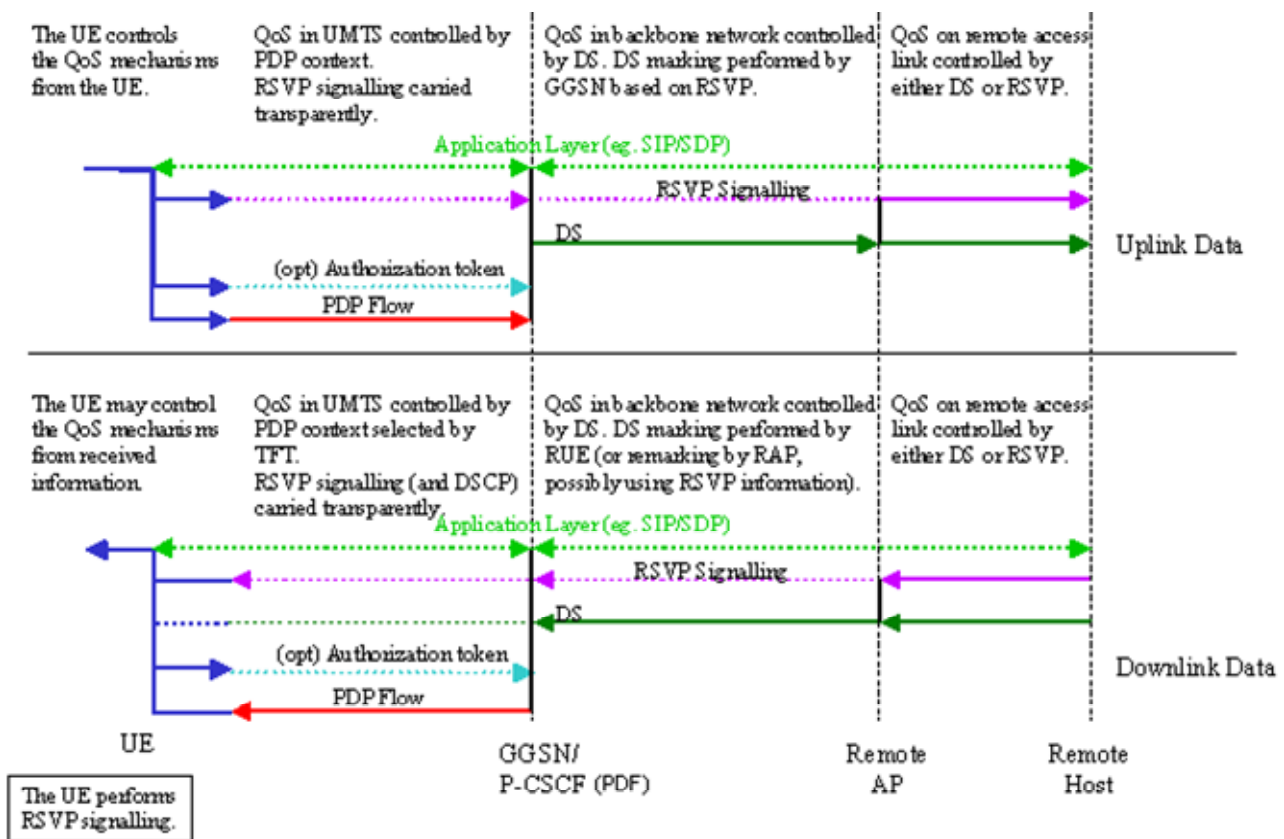 The UE controls
the QoS mechanisms
from the UE.
QoS in UMTS controlled by
PDP context.
RSVP signalling carried
transparently.
QoS in backbone network controlled
by DS. DS marking performed by
GGSN based on RSVP.
QoS on remote access
link controlled by
either DS or RSVP.
Application Layer (eg. SIP/SDP)
RSVP Signalling
DS
Uplink Data
(opt) Authorization token
PDP Flow
The UE may control
the QoS mechanisms
from received
information.
QoS in UMTS controlled by
PDP context selected by
TFT.
RSVP signalling (and DSCP)
carried transparently.
QoS in backbone network controlled
by DS. DS marking performed by
RUE (or remarking by RAP,
possibly using RSVP information).
QoS on remote access
link controlled by
either DS or RSVP.
Application Layer (eg. SIP/SDP)
RSVP Signalling
DS
(opt) Authorization token
Downlink Data
PDP Flow
UE
GGSN/
P-CSCF (PDF)
Remote
AP
Remote
Host
The UE performs
RSVP signalling.